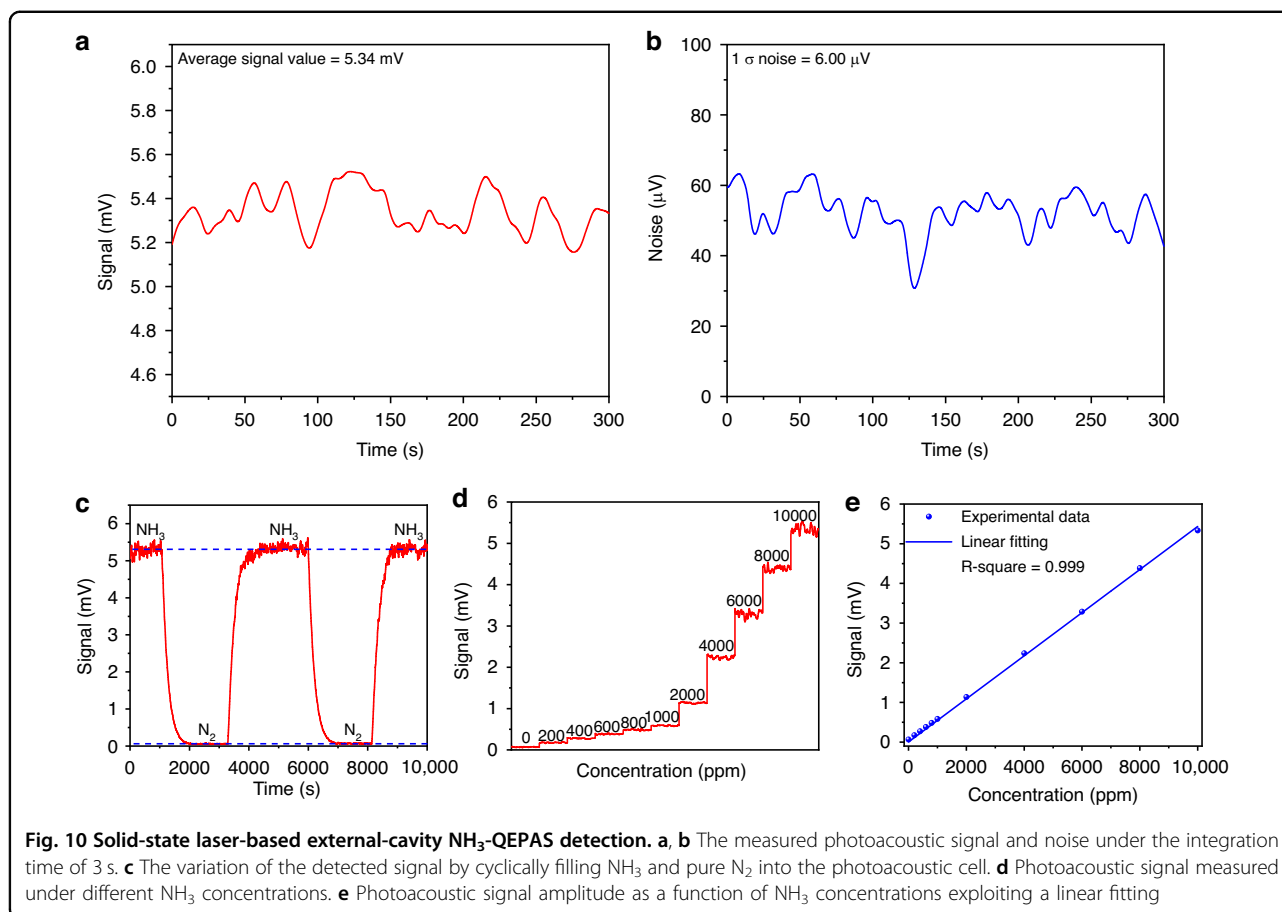 a
Average signal value = 5.34 mV
6.0
5.8
5.6
5.4
5.2
5.0
4.8
4.6
Signal (mV)
0 50 100 150 200 250 300
Time (s)
b
1 σ noise = 6.00 μV
100
80
60
40
20
0
Noise (μV)
0 50 100 150 200 250 300
Time (s)
c
6
5
4
3
2
1
0
Signal (mV)
NH₃ NH₃ NH₃
N₂ N₂
0 2000 4000 6000 8000 10,000
Time (s)
d
6
5
4
3
2
1
0
Signal (mV)
0 200 400 600 800 1000 2000 4000 6000 8000 10000
Concentration (ppm)
e
6
5
4
3
2
1
0
Signal (mV)
Experimental data
Linear fitting
R-square = 0.999
0 2000 4000 6000 8000 10,000
Concentration (ppm)
Fig. 10 Solid-state laser-based external-cavity NH₃-QEPAS detection. a, b The measured photoacoustic signal and noise under the integration
time of 3 s. c The variation of the detected signal by cyclically filling NH₃ and pure N₂ into the photoacoustic cell. d Photoacoustic signal measured
under different NH₃ concentrations. e Photoacoustic signal amplitude as a function of NH₃ concentrations exploiting a linear fitting